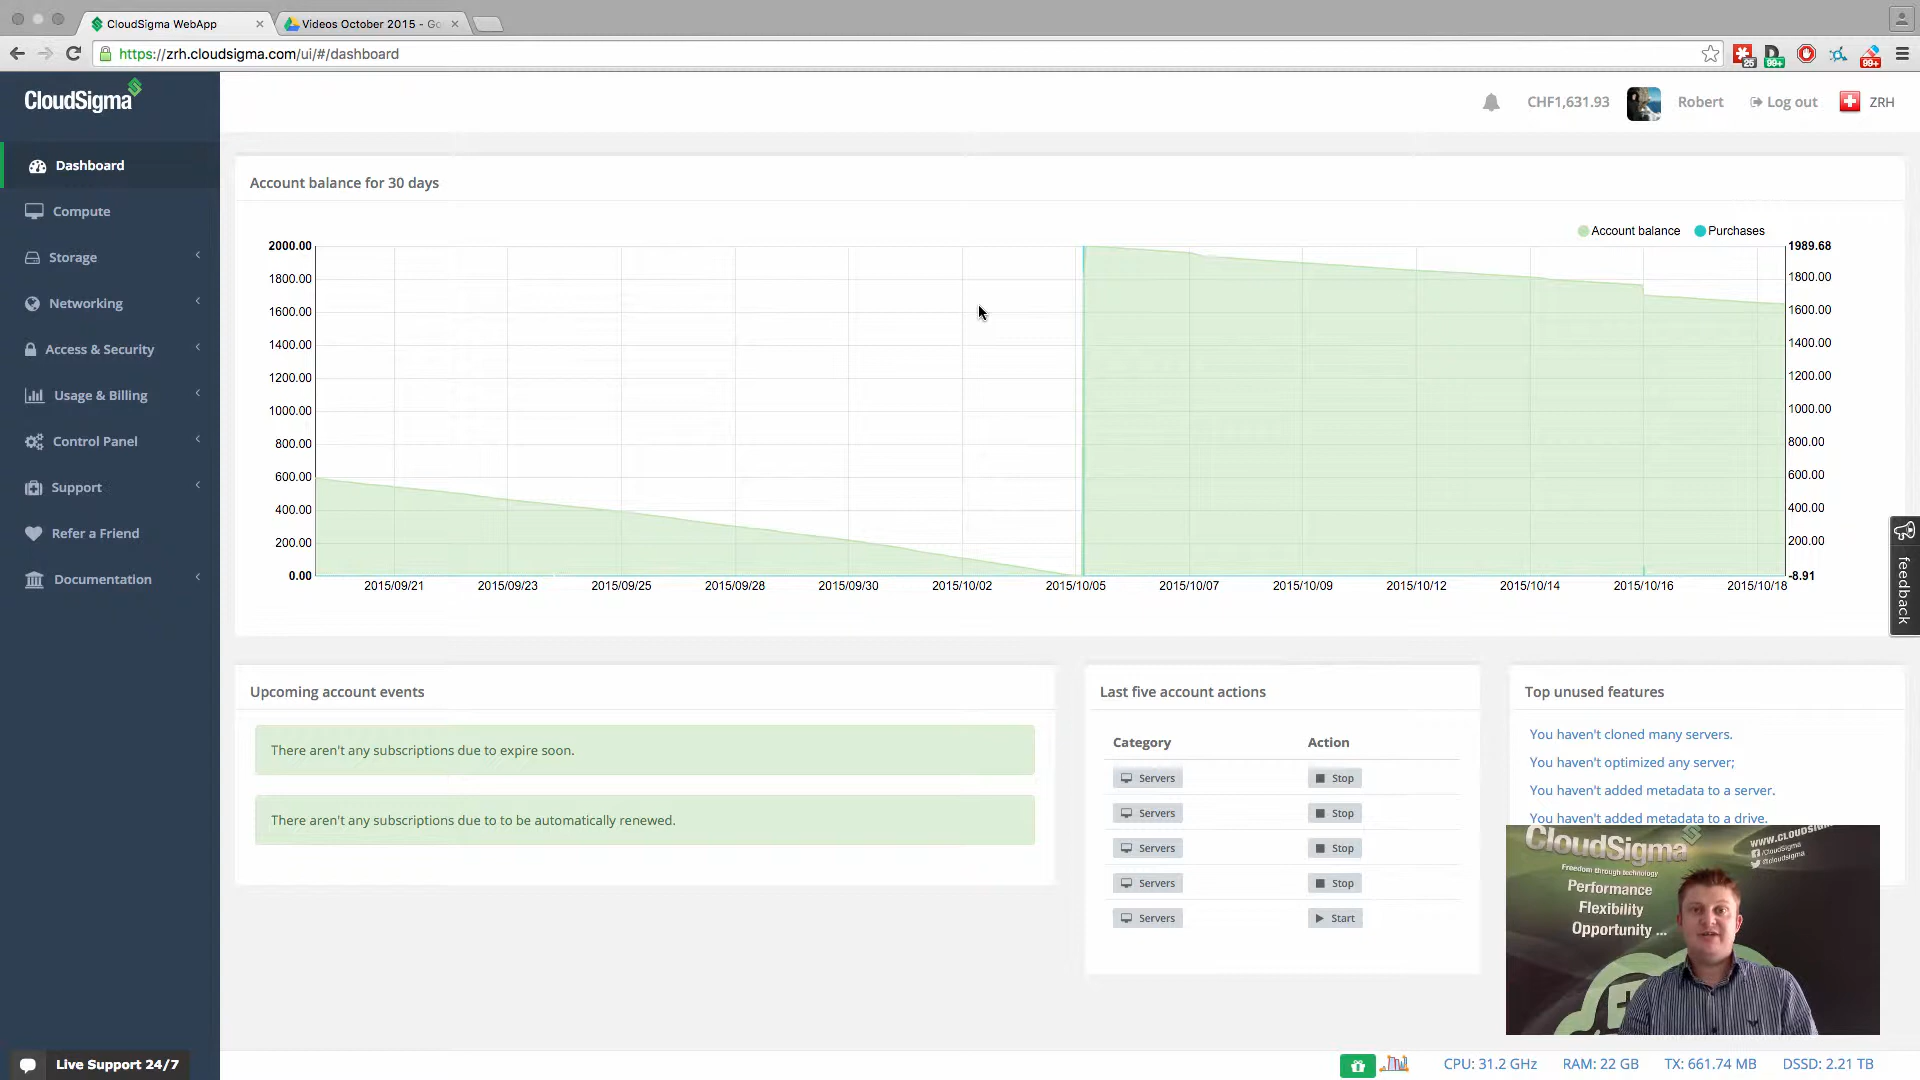 CloudSigma WebApp
Videos October 2015 - Go
https://zrh.cloudsigma.com/ui/#/dashboard
25
99+
99+
CloudSigma
CHF1,631.93
Robert
Log out
ZRH
Dashboard
Compute
Storage
Networking
Access & Security
Usage & Billing
Control Panel
Support
Refer a Friend
Documentation
Live Support 24/7
Account balance for 30 days
Account balance
Purchases
2000.00
1800.00
1600.00
1400.00
1200.00
1000.00
800.00
600.00
400.00
200.00
0.00
1989.68
1800.00
1600.00
1400.00
1200.00
1000.00
800.00
600.00
400.00
200.00
-8.91
2015/09/21
2015/09/23
2015/09/25
2015/09/28
2015/09/30
2015/10/02
2015/10/05
2015/10/07
2015/10/09
2015/10/12
2015/10/14
2015/10/16
2015/10/18
feedback
Upcoming account events
There aren't any subscriptions due to expire soon.
There aren't any subscriptions due to to be automatically renewed.
Last five account actions
Category Action
Servers Stop
Servers Stop
Servers Stop
Servers Stop
Servers Start
Top unused features
You haven't cloned many servers.
You haven't optimized any server;
You haven't added metadata to a server.
You haven't added metadata to a drive.
CloudSigma
Freedom through technology
Performance
Flexibility
Opportunity ...
www.cloudsigma
/CloudSigma
@cloudsigma
CPU: 31.2 GHz
RAM: 22 GB
TX: 661.74 MB
DSSD: 2.21 TB